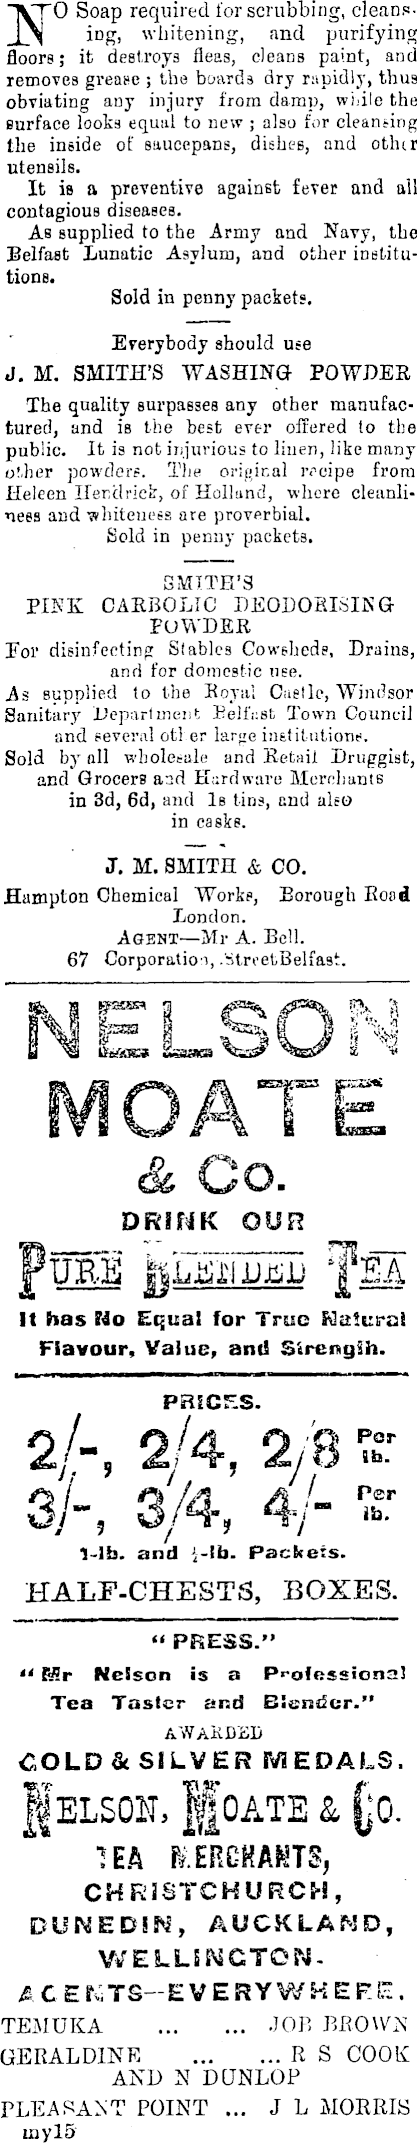 NO Soap required for scrubbing, cleans-
ing, whitening, and purifying
floors; it destroys fleas, cleans paint, and
removes grease; the boards dry rapidly, thus
obviating any injury from damp, while the
surface looks equal to new; also for cleansing
the inside of saucepans, dishes, and other
utensils.
It is a preventive against fever and all
contagious diseases.
As supplied to the Army and Navy, the
Belfast Lunatic Asylum, and other institu-
tions.
Sold in penny packets.
Everybody should use
J. M. SMITH'S WASHING POWDER
The quality surpasses any other manufac-
tured, and is the best ever offered to the
public. It is not injurious to linen, like many
other powders. The original recipe from
Heleen Hendrick, of Holland, where cleanli-
ness and whiteness are proverbial.
Sold in penny packets.
SMITH'S
PINK CARBOLIC DEODORISING
POWDER
For disinfecting Stables Cowsheds, Drains,
and for domestic use.
As supplied to the Royal Castle, Windsor
Sanitary Department Belfast Town Council
and several other large institutions.
Sold by all wholesale and Retail Druggist,
and Grocers and Hardware Merchants
in 3d, 6d, and 1s tins, and also
in casks.
J. M. SMITH & CO.
Hampton Chemical Works, Borough Road
London.
AGENT—Mr A. Bell.
67 Corporation, Street Belfast.
NELSON
MOATE
& Co.
DRINK OUR
PURE BLENDED TEA
It has No Equal for True Natural
Flavour, Value, and Strength.
PRICES.
2/-, 2/4, 2/8 Per lb.
3/-, 3/4, 4/- Per lb.
1-lb. and ½-lb. Packets.
HALF-CHESTS, BOXES.
"PRESS."
"Mr Nelson is a Professional
Tea Taster and Blender."
AWARDED
GOLD & SILVER MEDALS.
NELSON, MOATE & CO.
TEA MERCHANTS,
CHRISTCHURCH,
DUNEDIN, AUCKLAND,
WELLINGTON.
AGENTS—EVERYWHERE.
TEMUKA ... ... JOB BROWN
GERALDINE ... ... R S COOK
AND N DUNLOP
PLEASANT POINT ... J L MORRIS
my15